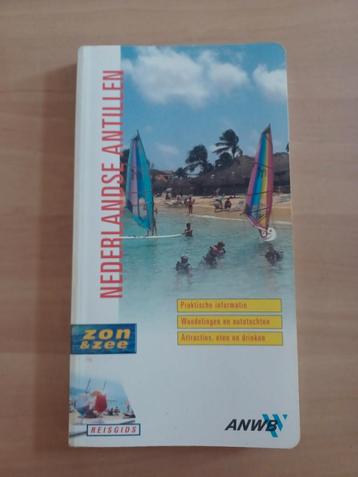 NEDERLANDSE ANTILLEN
Praktische informatie
Wandelingen en autotochten
Attracties, eten en drinken
zon
&zee
REISGIDS
ANWB